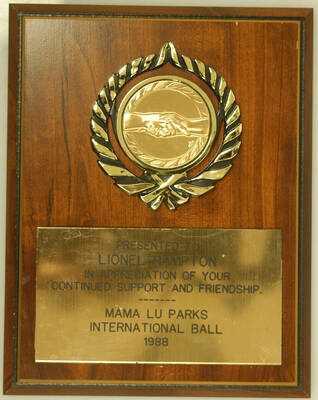 PRESENTED TO
LIONEL HAMPTON
IN APPRECIATION OF YOUR
CONTINUED SUPPORT AND FRIENDSHIP.
-------
MAMA LU PARKS
INTERNATIONAL BALL
1988